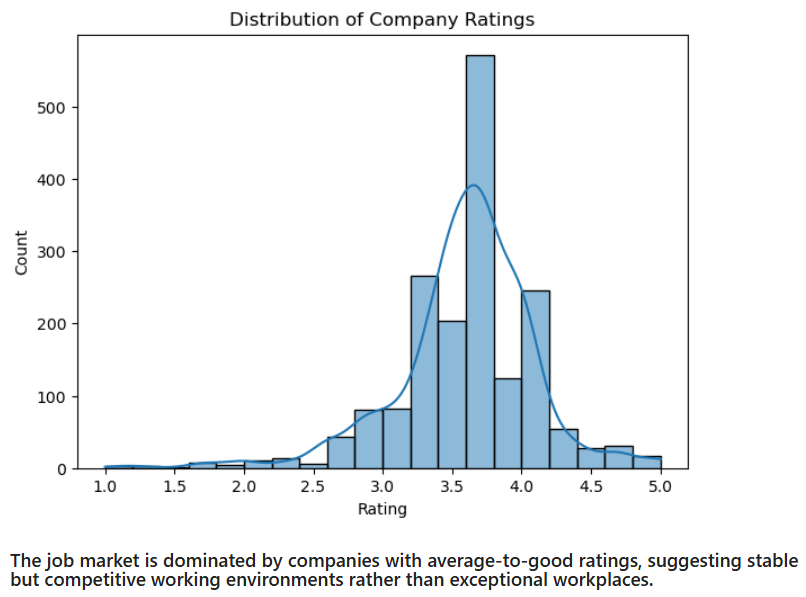 Distribution of Company Ratings
500
400
300
200
100
0
Count
1.0 1.5 2.0 2.5 3.0 3.5 4.0 4.5 5.0
Rating
The job market is dominated by companies with average-to-good ratings, suggesting stable
but competitive working environments rather than exceptional workplaces.